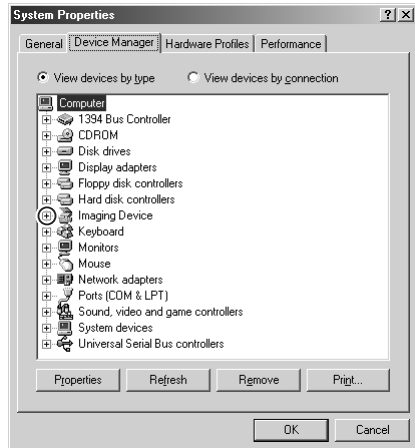 System Properties
General Device Manager Hardware Profiles Performance
View devices by type View devices by connection
Computer
1394 Bus Controller
CDROM
Disk drives
Display adapters
Floppy disk controllers
Hard disk controllers
Imaging Device
Keyboard
Monitors
Mouse
Network adapters
Ports (COM & LPT)
Sound, video and game controllers
System devices
Universal Serial Bus controllers
Properties Refresh Remove Print...
OK Cancel